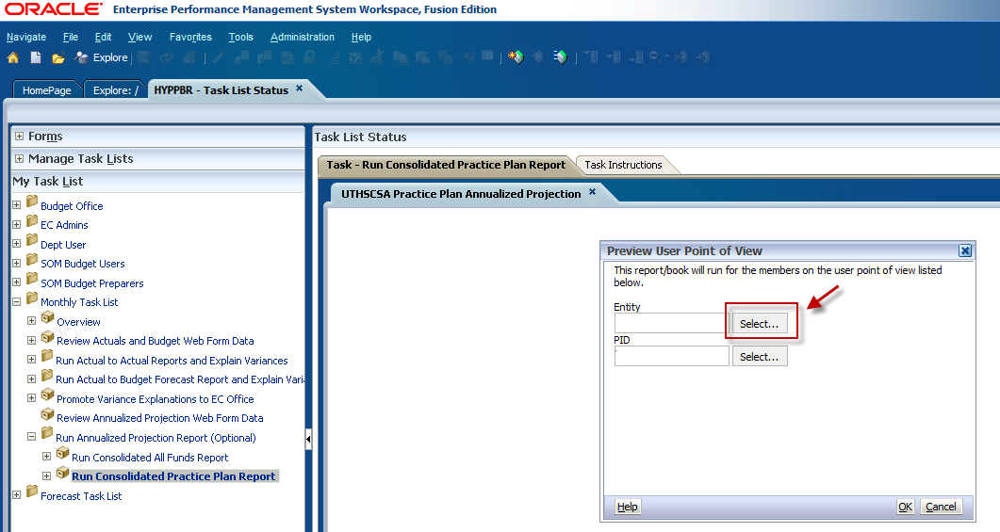 ORACLE Enterprise Performance Management System Workspace, Fusion Edition
Navigate File Edit View Favorites Tools Administration Help
Explore
HomePage Explore: / HYPPBR - Task List Status
Forms
Manage Task Lists
My Task List
Budget Office
EC Admins
Dept User
SOM Budget Users
SOM Budget Preparers
Monthly Task List
Overview
Review Actuals and Budget Web Form Data
Run Actual to Actual Reports and Explain Variances
Run Actual to Budget Forecast Report and Explain Vari
Promote Variance Explanations to EC Office
Review Annualized Projection Web Form Data
Run Annualized Projection Report (Optional)
Run Consolidated All Funds Report
Run Consolidated Practice Plan Report
Forecast Task List
Task List Status
Task - Run Consolidated Practice Plan Report Task Instructions
UTHSCSA Practice Plan Annualized Projection
Preview User Point of View
This report/book will run for the members on the user point of view listed
below.
Entity
Select...
PID
Select...
Help OK Cancel